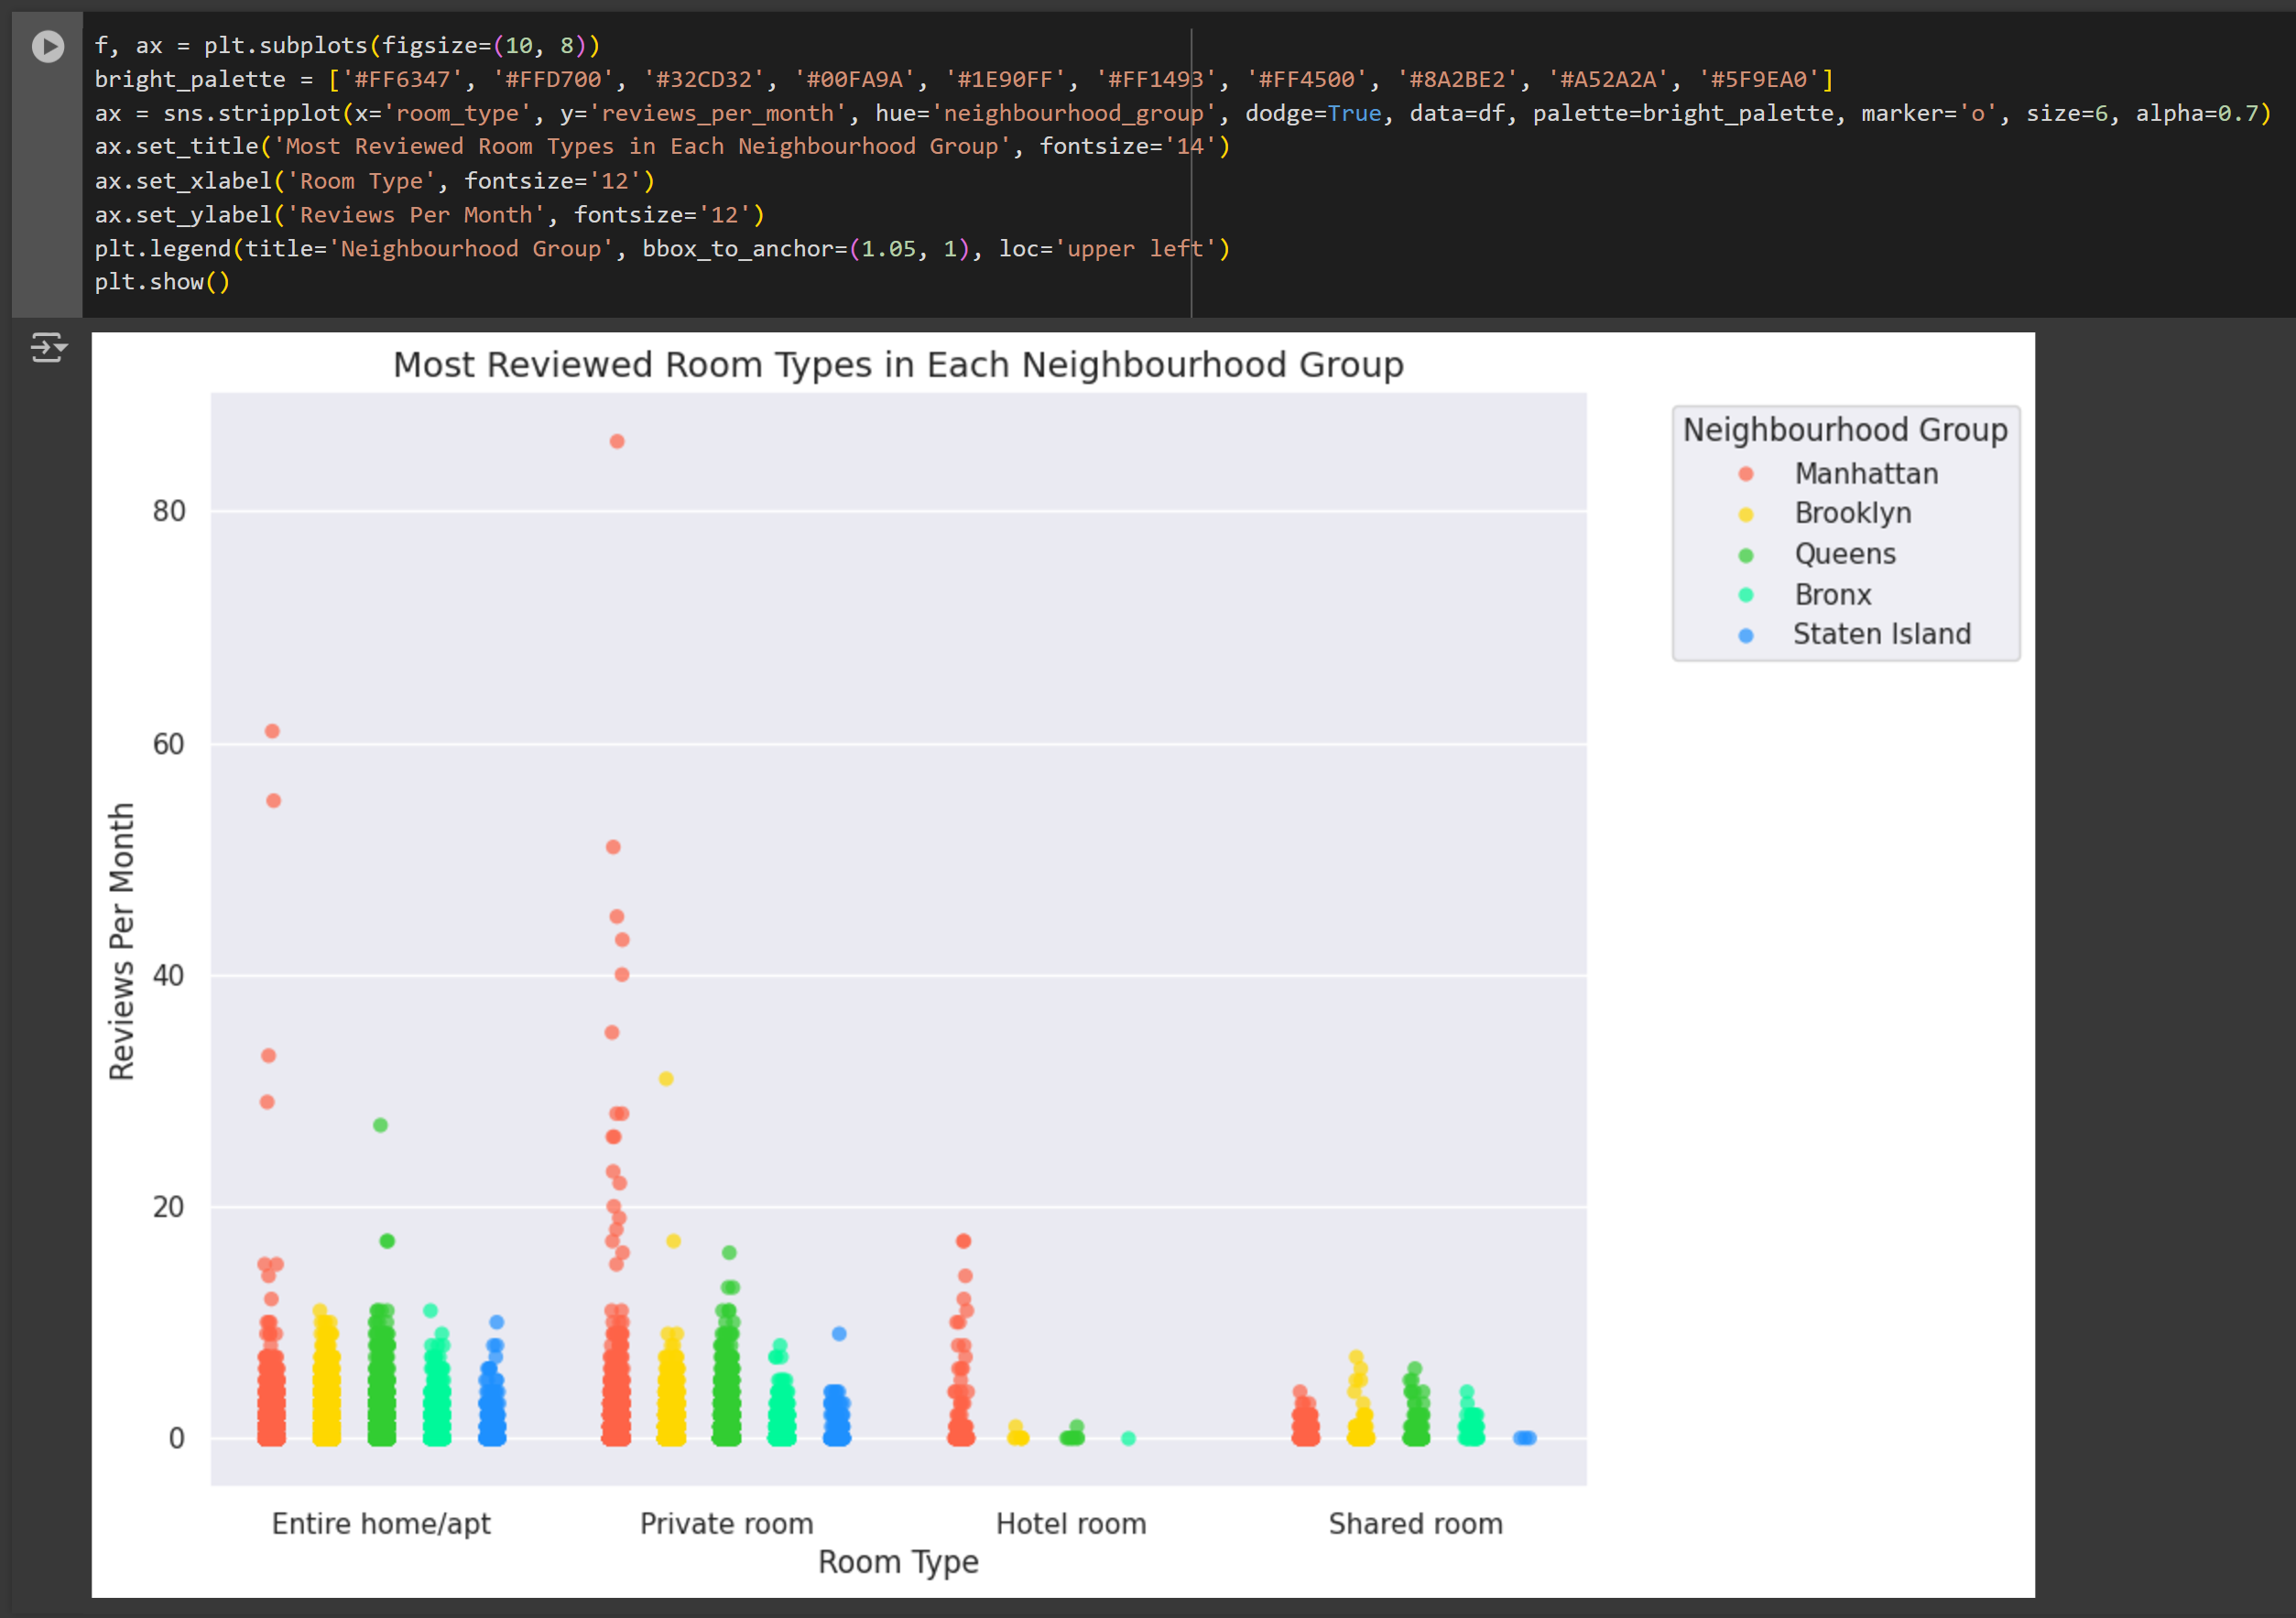 f, ax = plt.subplots(figsize=(10, 8))
bright_palette = ['#FF6347', '#FFD700', '#32CD32', '#00FA9A', '#1E90FF', '#FF1493', '#FF4500', '#8A2BE2', '#A52A2A', '#5F9EA0']
ax = sns.stripplot(x='room_type', y='reviews_per_month', hue='neighbourhood_group', dodge=True, data=df, palette=bright_palette, marker='o', size=6, alpha=0.7)
ax.set_title('Most Reviewed Room Types in Each Neighbourhood Group', fontsize='14')
ax.set_xlabel('Room Type', fontsize='12')
ax.set_ylabel('Reviews Per Month', fontsize='12')
plt.legend(title='Neighbourhood Group', bbox_to_anchor=(1.05, 1), loc='upper left')
plt.show()
Most Reviewed Room Types in Each Neighbourhood Group
Neighbourhood Group
Manhattan
Brooklyn
Queens
Bronx
Staten Island
Reviews Per Month
80
60
40
20
0
Entire home/apt
Private room
Hotel room
Shared room
Room Type